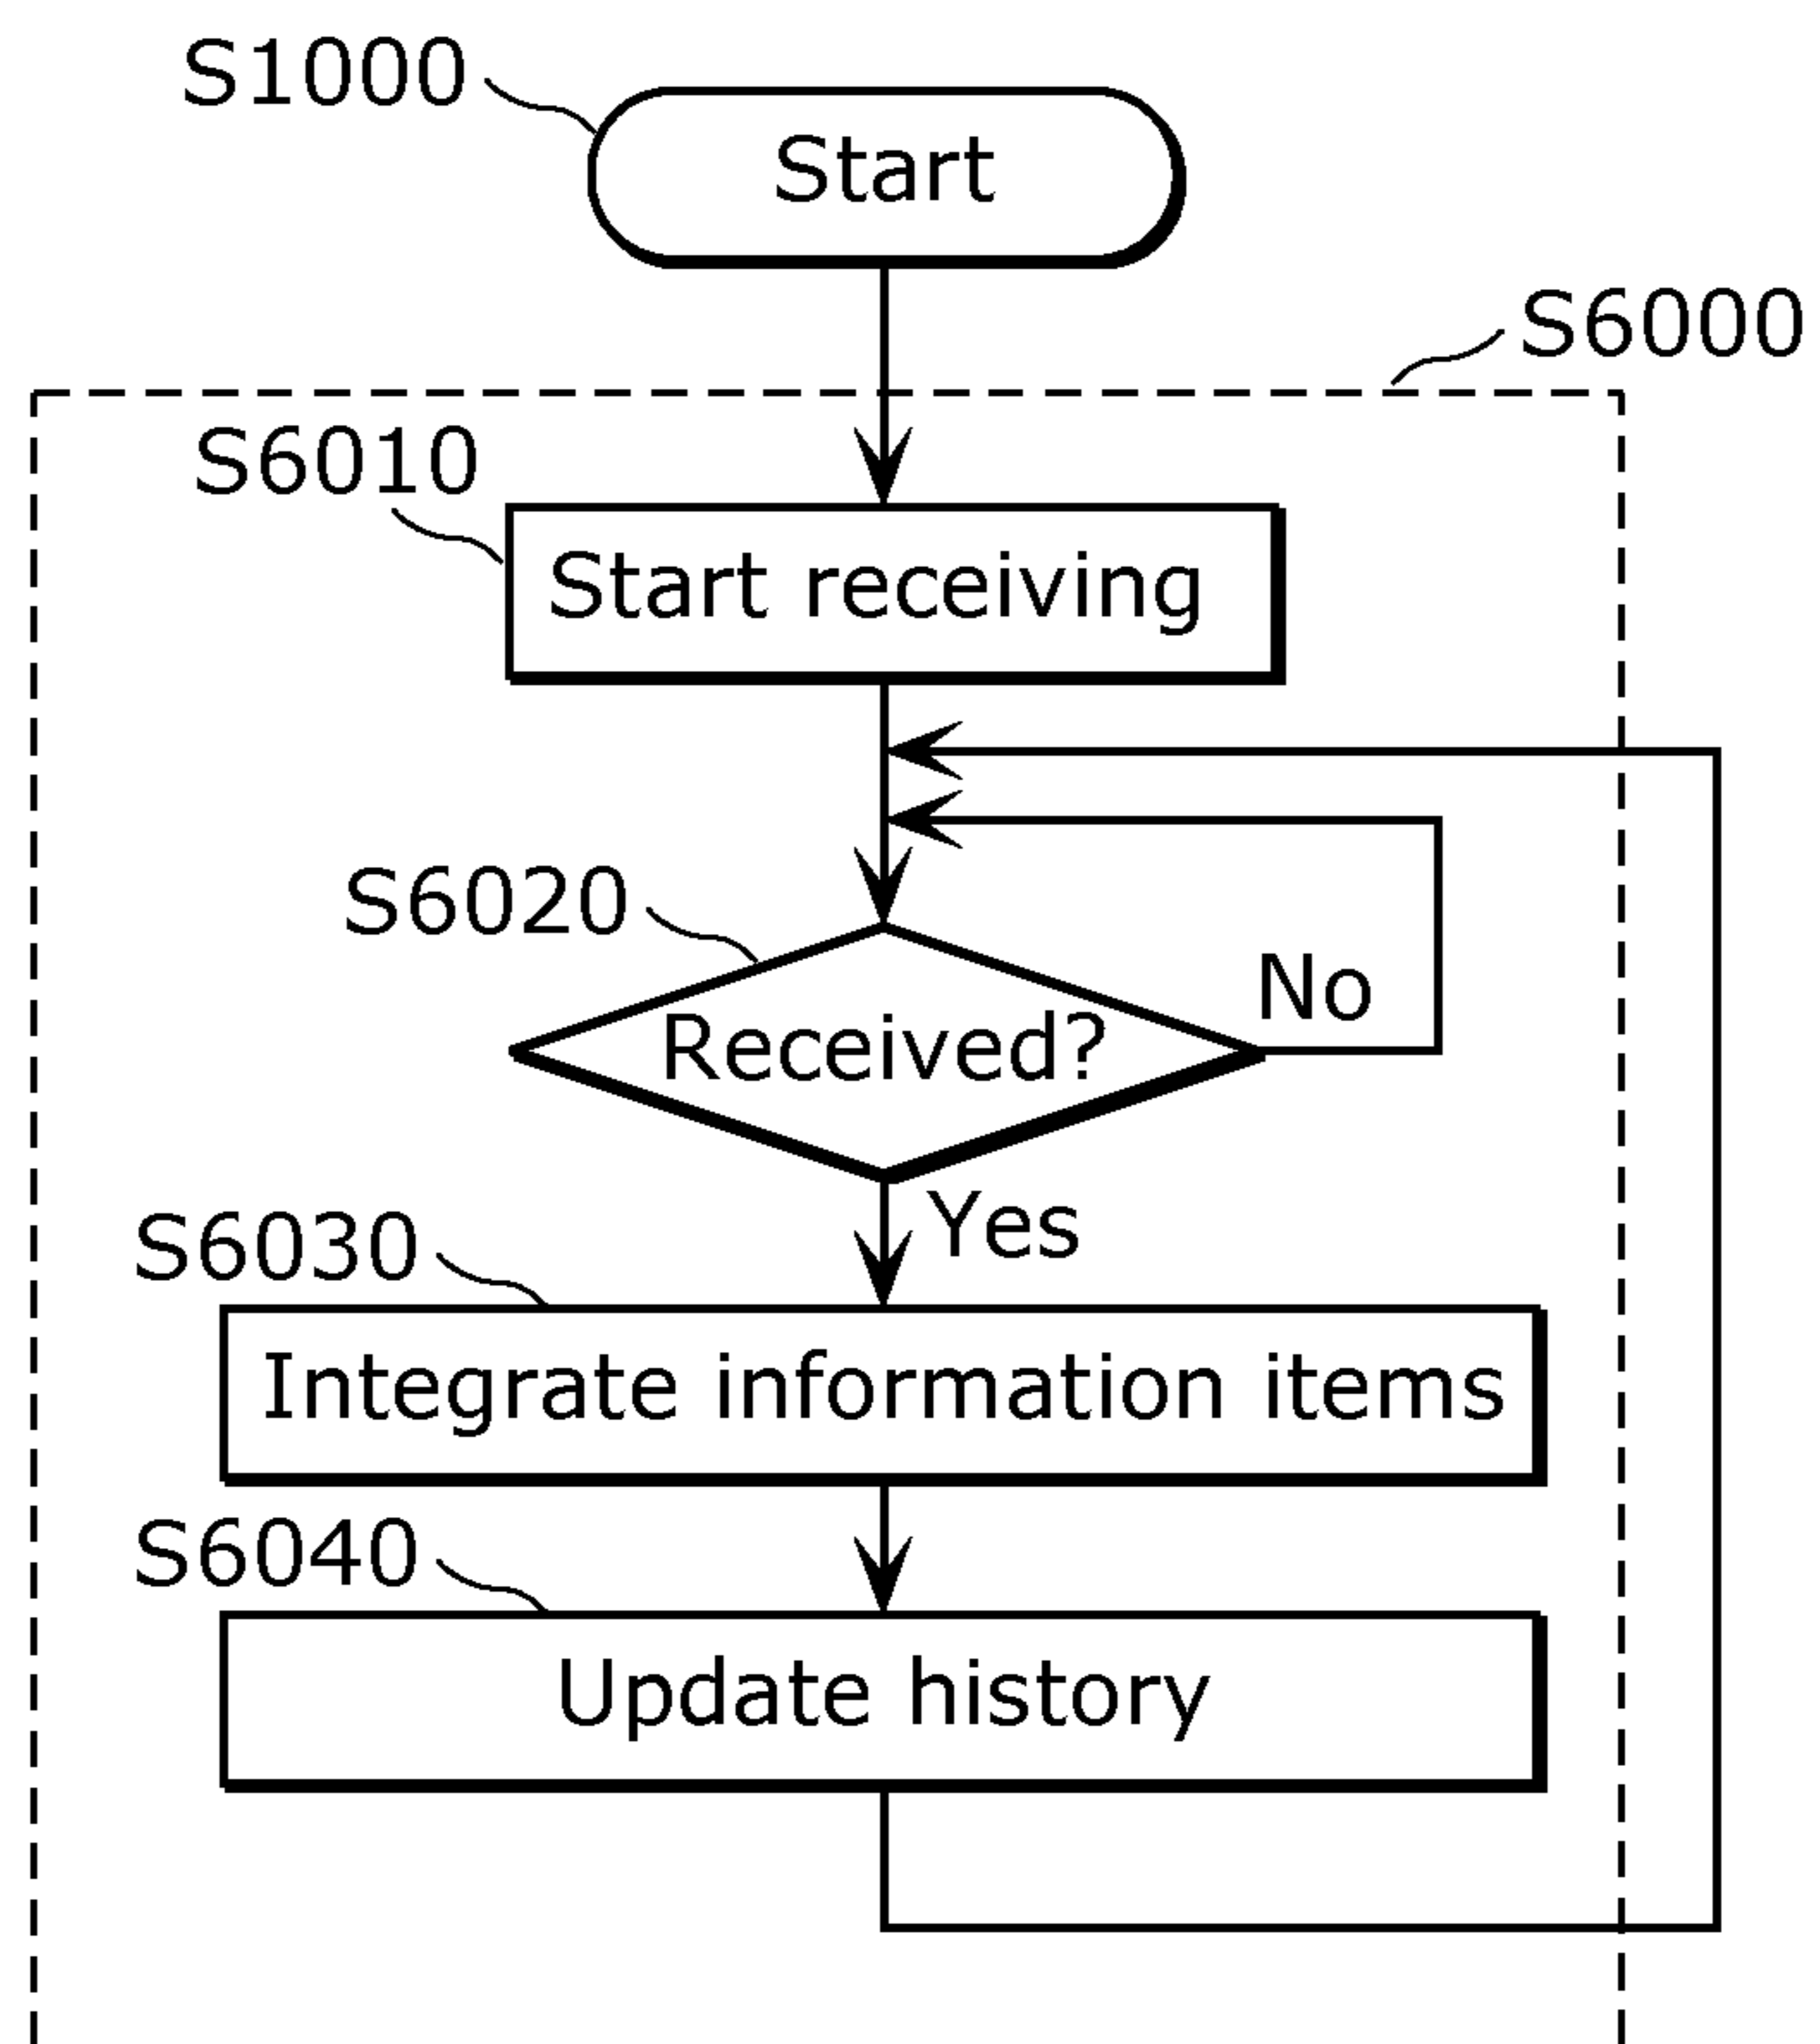 S1000
Start
S6000
S6010
Start receiving
S6020
No
Received?
Yes
S6030
Integrate information items
S6040
Update history